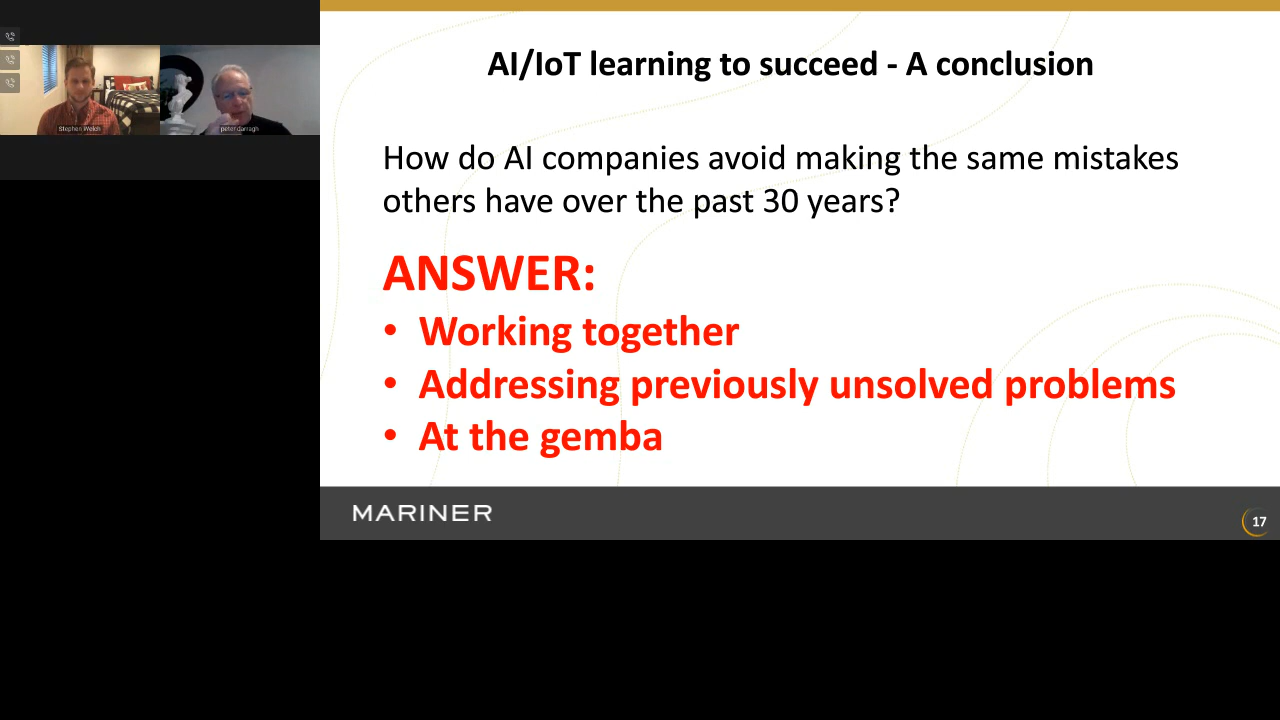 Stephen Welch
peter darragh
AI/IoT learning to succeed - A conclusion
How do AI companies avoid making the same mistakes
others have over the past 30 years?
ANSWER:
• Working together
• Addressing previously unsolved problems
• At the gemba
MARINER
17